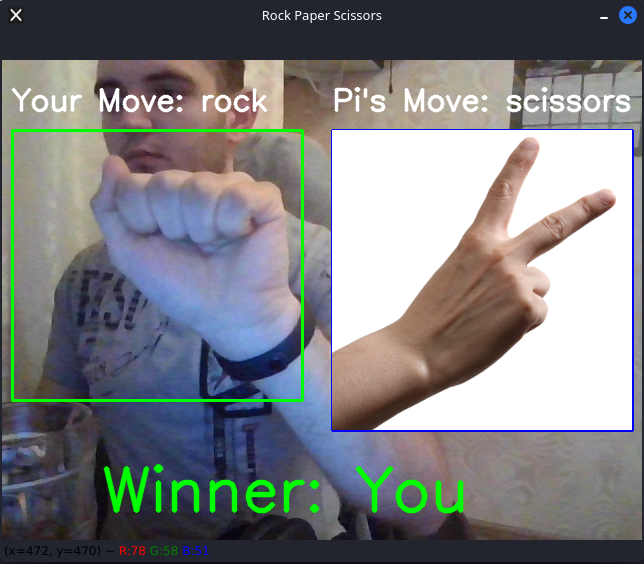 Rock Paper Scissors
Your Move: rock
Pi's Move: scissors
Winner: You
(x=472, y=470) ~ R:78 G:58 B:51